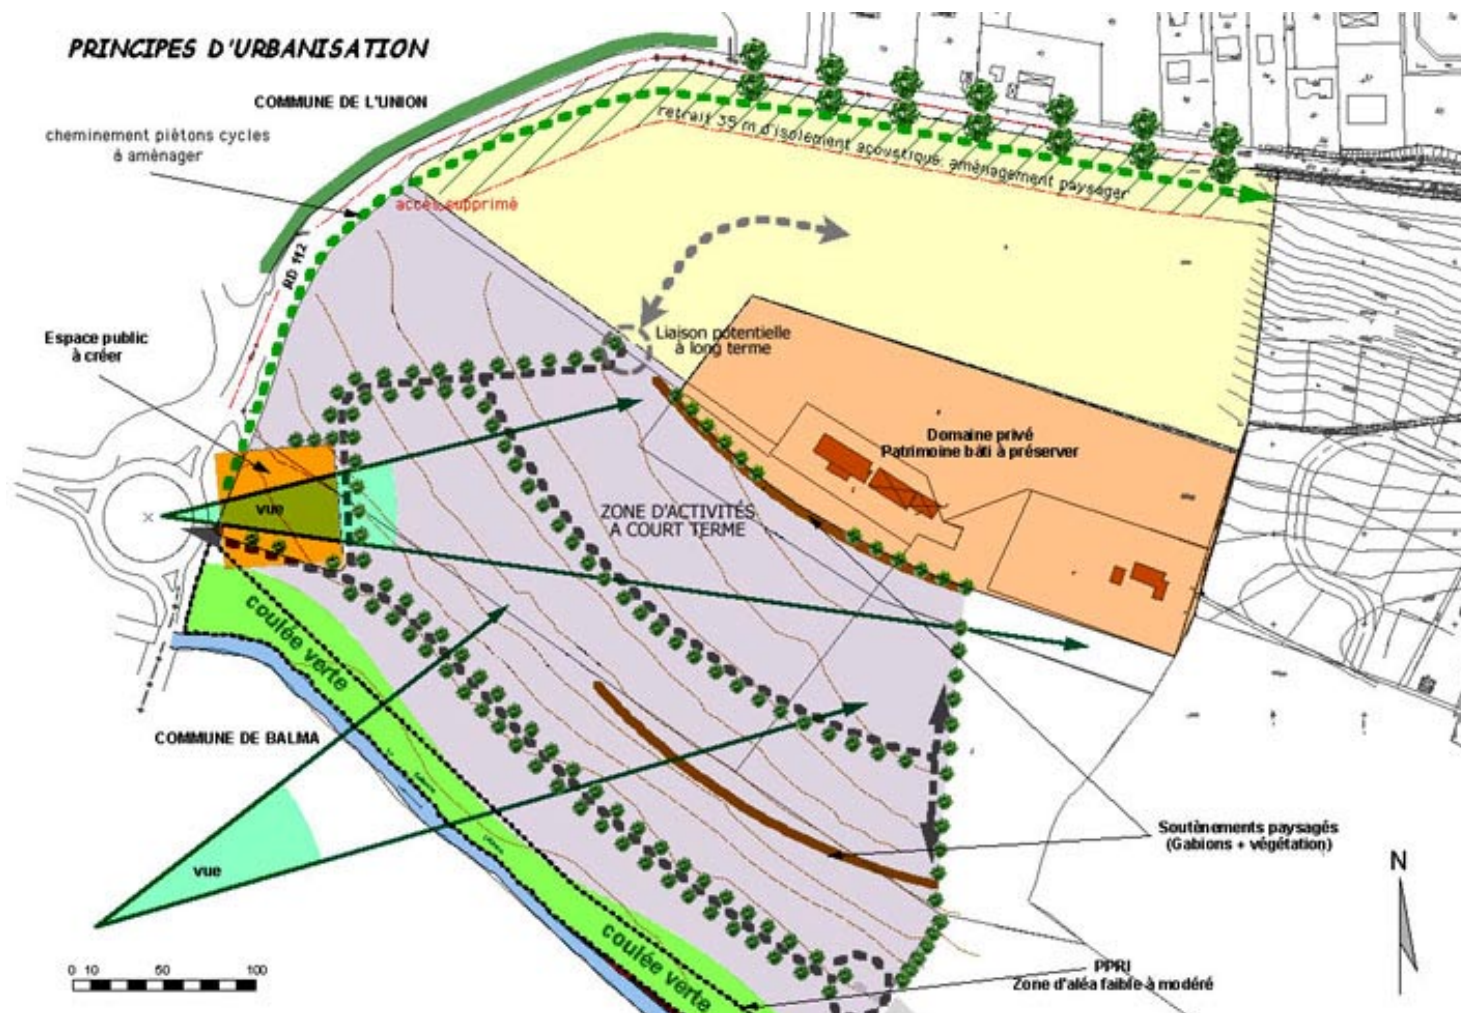 PRINCIPES D'URBANISATION
COMMUNE DE L'UNION
cheminement piètons cycles
à amènager
retrait 35 m d'isolement acoustique, aménagement paysager
accès supprimé
RD 112
Espace public
à créer
Liaison potentielle
à long terme
Domaine privé
Patrimoine bâti à préserver
vue
ZONE D'ACTIVITÉS
A COURT TERME
coulée verte
COMMUNE DE BALMA
vue
Soutènements paysagés
(Gabions + végétation)
coulée verte
PPRI
Zone d'aléa faible à modéré
N
0 10 50 100